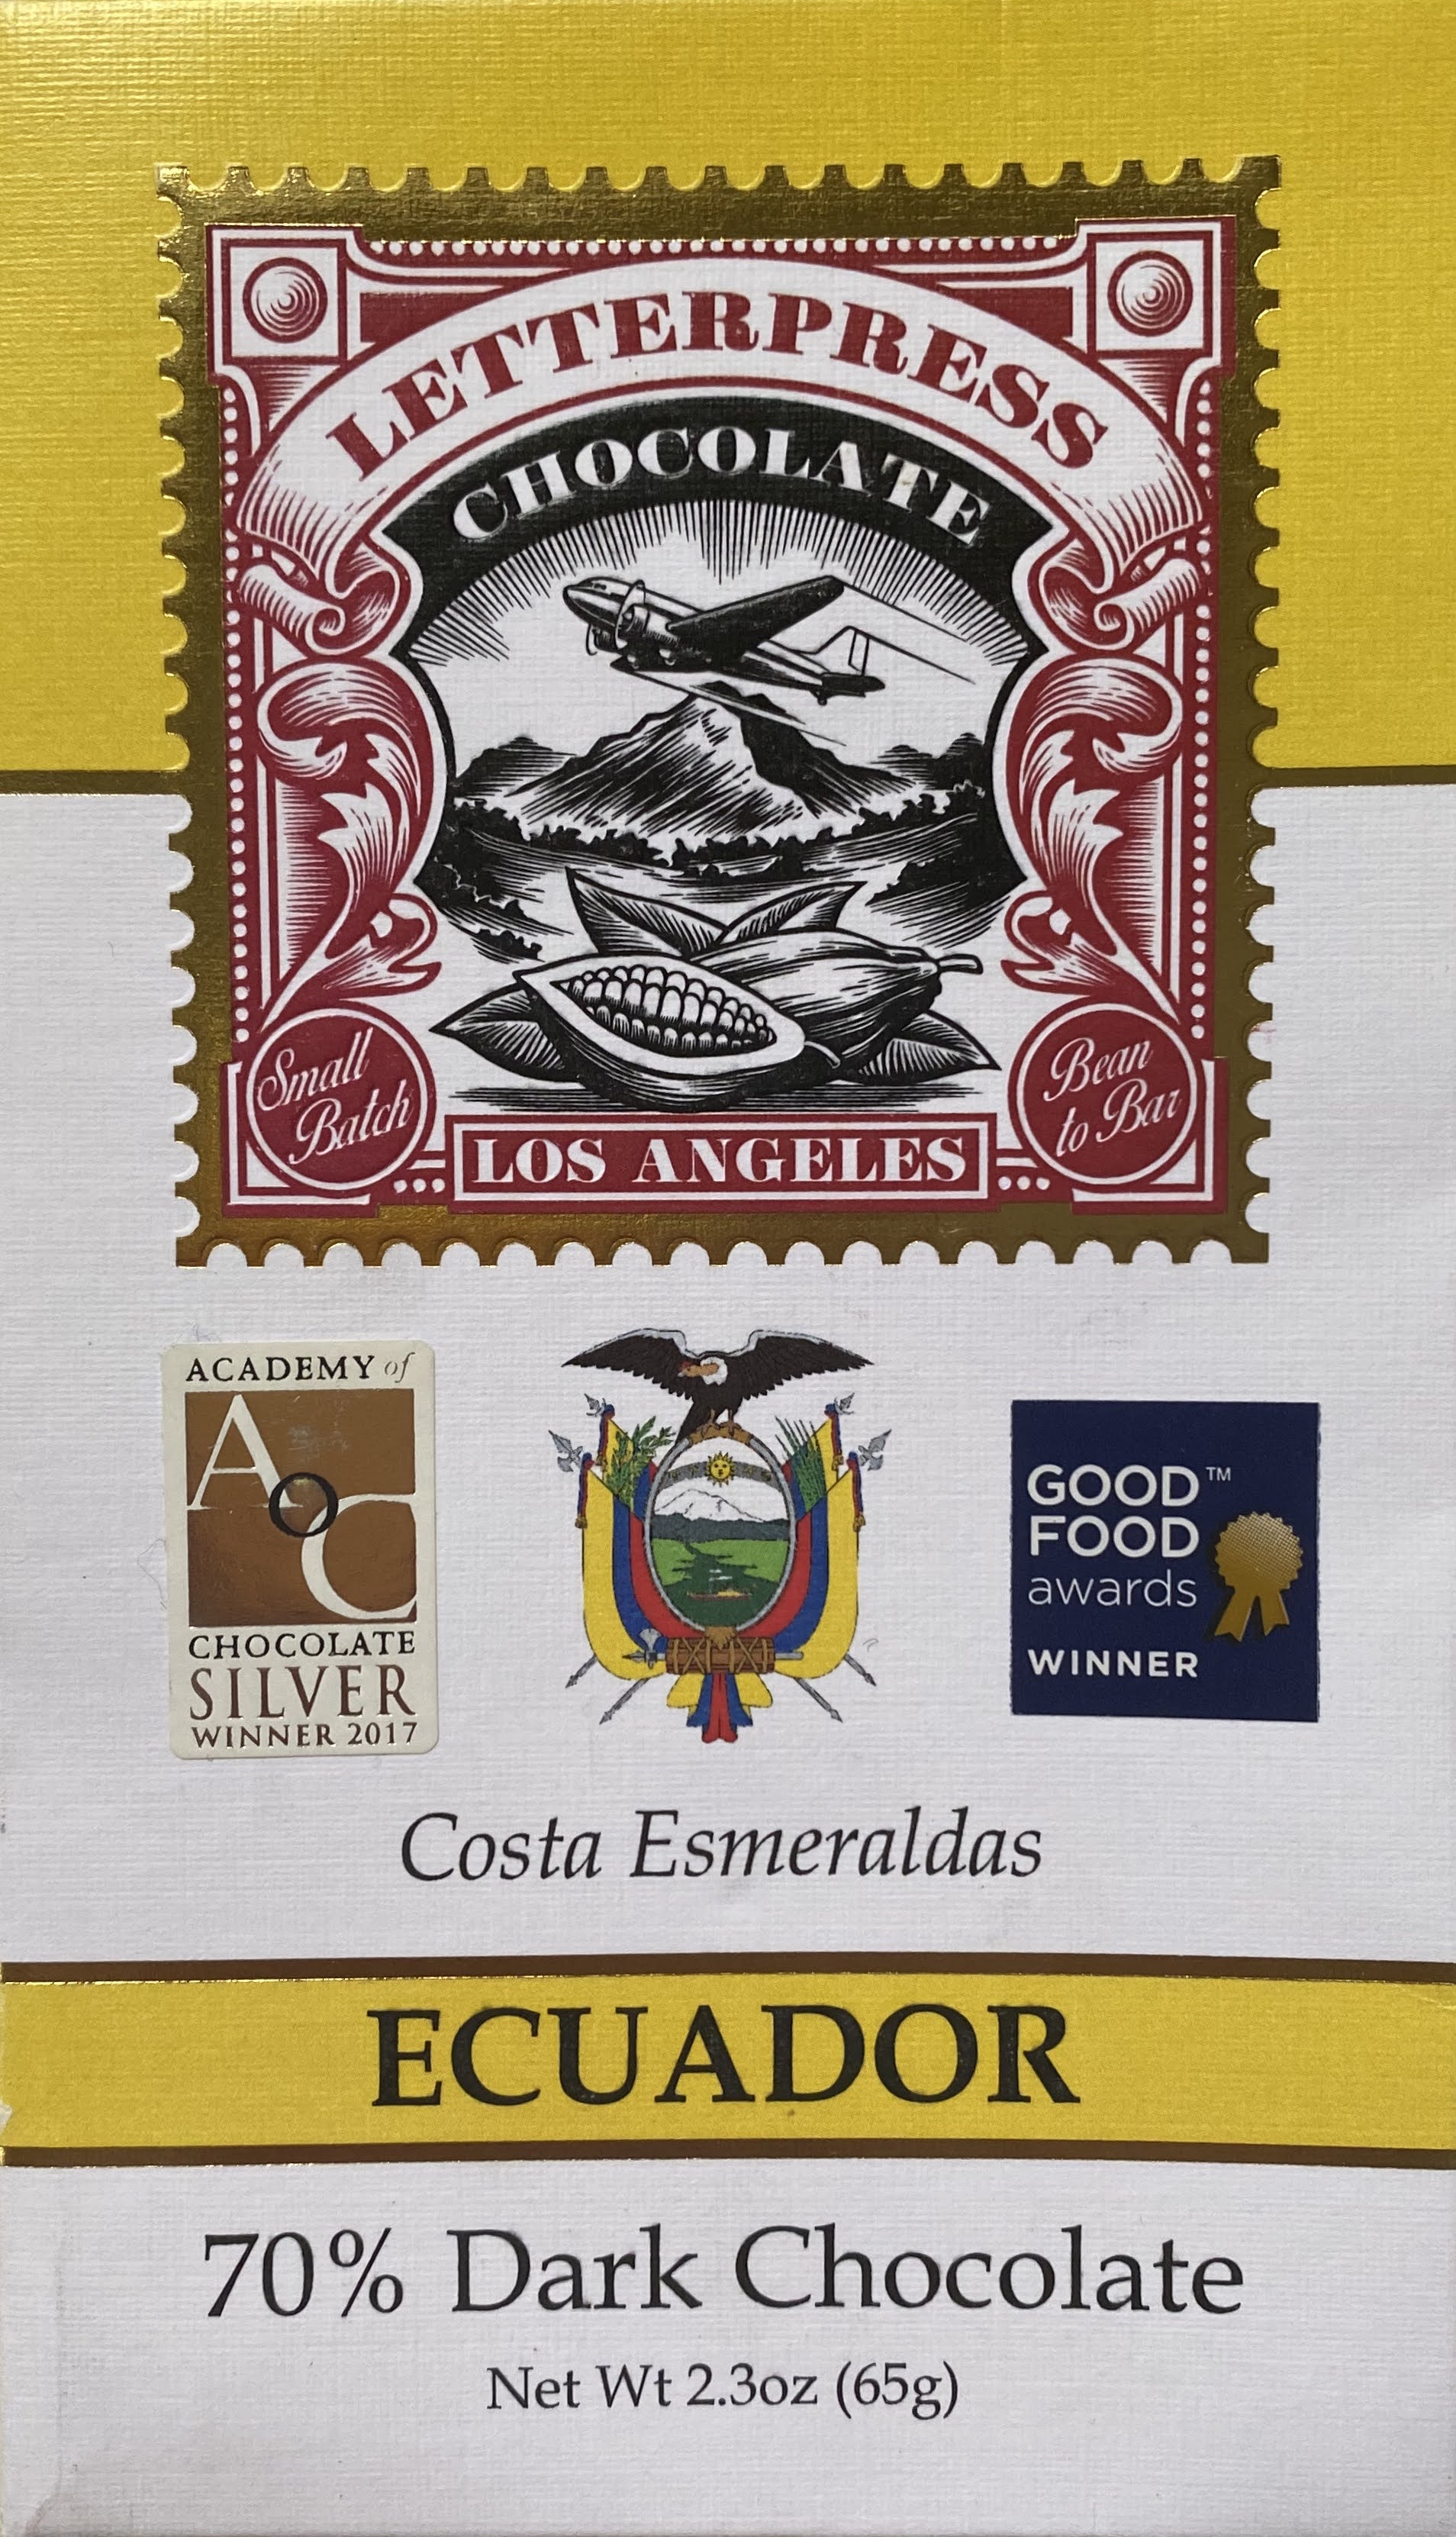 LETTERPRESS
CHOCOLATE
Small
Batch
Bean
to Bar
LOS ANGELES
ACADEMY of
AoC
CHOCOLATE
SILVER
WINNER 2017
GOOD™
FOOD
awards
WINNER
Costa Esmeraldas
ECUADOR
70% Dark Chocolate
Net Wt 2.3oz (65g)